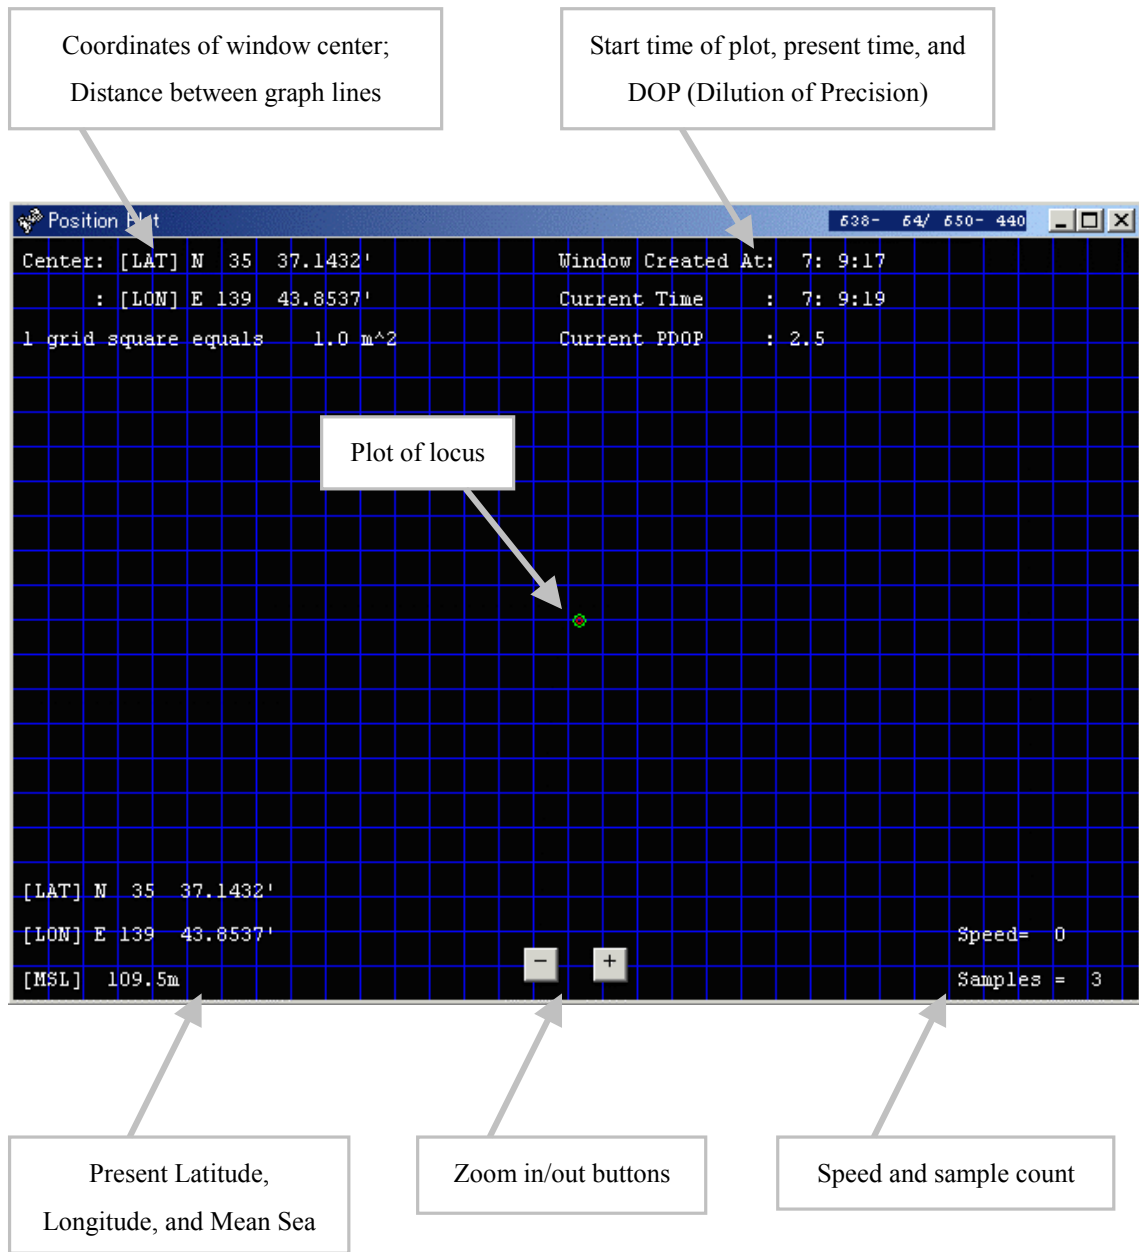 Coordinates of window center;
Distance between graph lines
Start time of plot, present time, and
DOP (Dilution of Precision)
Position Plot
638- 64/ 650- 440
Center: [LAT] N 35 37.1432'
: [LON] E 139 43.8537'
1 grid square equals 1.0 m^2
Window Created At: 7: 9:17
Current Time : 7: 9:19
Current PDOP : 2.5
Plot of locus
[LAT] N 35 37.1432'
[LON] E 139 43.8537'
[MSL] 109.5m
- +
Speed= 0
Samples = 3
Present Latitude,
Longitude, and Mean Sea
Zoom in/out buttons
Speed and sample count